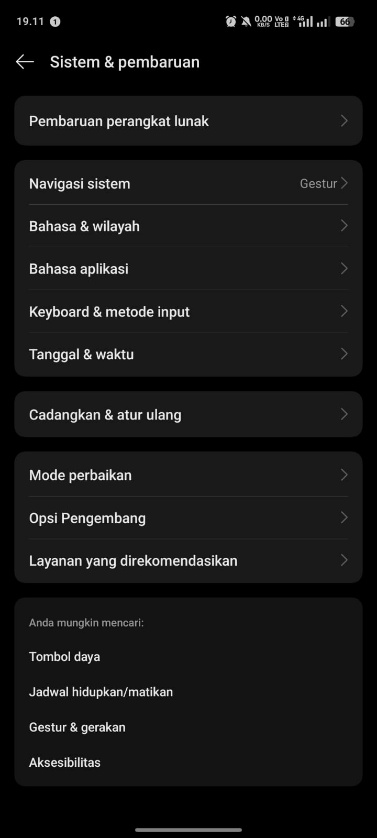 19.11 1 0.00 KB/S Vo LTE 4G 66
Sistem & pembaruan
Pembaruan perangkat lunak
Navigasi sistem Gestur
Bahasa & wilayah
Bahasa aplikasi
Keyboard & metode input
Tanggal & waktu
Cadangkan & atur ulang
Mode perbaikan
Opsi Pengembang
Layanan yang direkomendasikan
Anda mungkin mencari:
Tombol daya
Jadwal hidupkan/matikan
Gestur & gerakan
Aksesibilitas